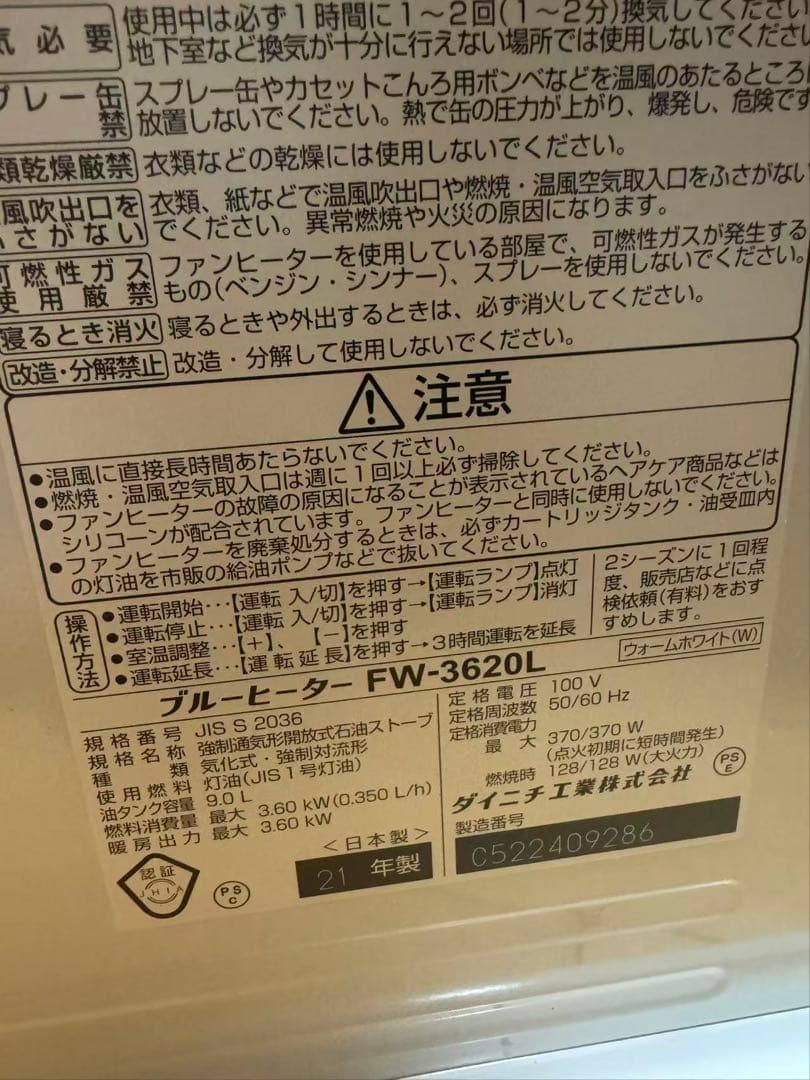 気必要
使用中は必ず1時間に1～2回(1～2分)換気してください
地下室など換気が十分に行えない場所では使用しないでくださ
プレー缶
禁
スプレー缶やカセットこんろ用ボンベなどを温風のあたるところ
放置しないでください。熱で缶の圧力が上がり、爆発し、危険です
類乾燥厳禁
衣類などの乾燥には使用しないでください。
風吹出口を
ふさがない
衣類、紙などで温風吹出口や燃焼・温風空気取入口をふさがない
でください。異常燃焼や火災の原因になります。
可燃性ガス
使用厳禁
ファンヒーターを使用している部屋で、可燃性ガスが発生する
もの(ベンジン・シンナー)、スプレーを使用しないでください。
寝るとき消火
寝るときや外出するときは、必ず消火してください。
改造・分解禁止
改造・分解して使用しないでください。
注意
●温風に直接長時間あたらないでください。
●燃焼・温風空気取入口は週に1回以上必ず掃除してください。
●ファンヒーターの故障の原因になることが表示されているヘアケア商品などは
シリコーンが配合されています。ファンヒーターと同時に使用しないでください。
●ファンヒーターを廃棄処分するときは、必ずカートリッジタンク・油受皿内
の灯油を市販の給油ポンプなどで抜いてください。
操作方法
●運転開始…【運転 入/切】を押す→【運転ランプ】点灯
●運転停止…【運転 入/切】を押す→【運転ランプ】消灯
●室温調整…【+】、【−】を押す
●運転延長…【運転延長】を押す→3時間運転を延長
2シーズンに1回程
度、販売店などに点
検依頼(有料)をおす
すめします。
ウォームホワイト(W)
ブルーヒーター FW-3620L
規格番号 JIS S 2036
規格名称 強制通気形開放式石油ストーブ
種類 気化式・強制対流形
使用燃料 灯油(JIS1号灯油)
油タンク容量 9.0 L
燃料消費量 最大 3.60 kW(0.350 L/h)
暖房出力 最大 3.60 kW
定格電圧 100 V
定格周波数 50/60 Hz
定格消費電力
最大 370/370 W
(点火初期に短時間発生)
燃焼時 128/128 W(大火力)
ダイニチ工業株式会社
PS
E
製造番号
C522409286
<日本製>
21 年製
認証
JHIA
PS
C